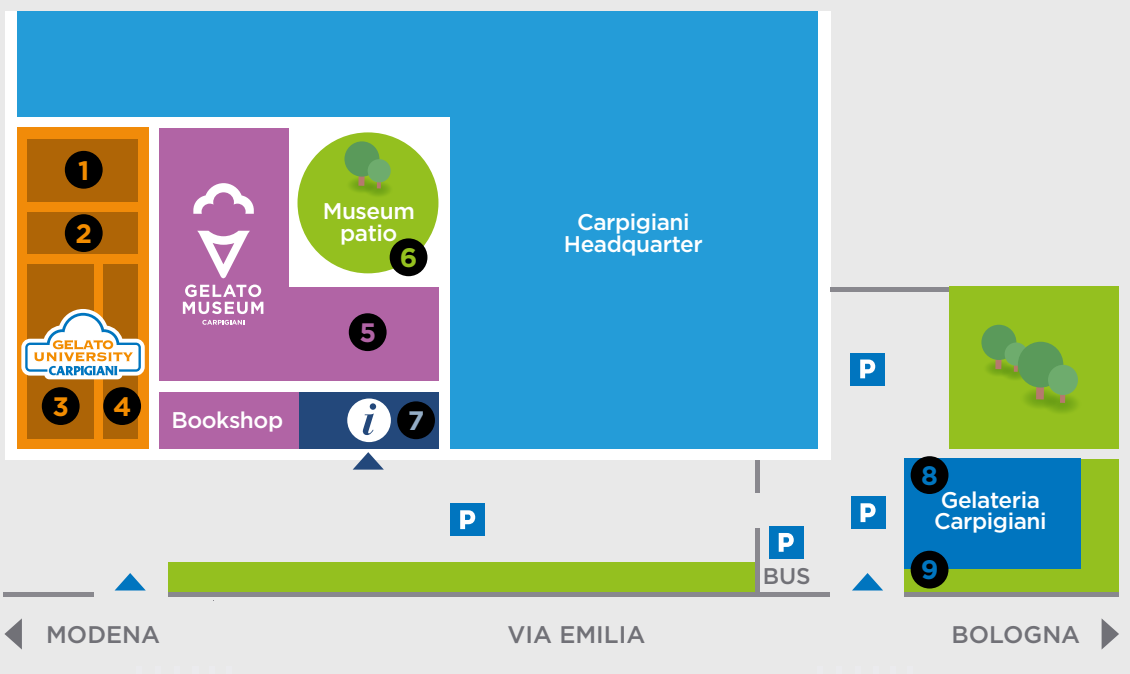 1
2
GELATO
UNIVERSITY
CARPIGIANI
3
4
GELATO
MUSEUM
CARPIGIANI
Museum
patio
6
5
Bookshop
i
7
Carpigiani
Headquarter
P
P
P
P
BUS
8
Gelateria
Carpigiani
9
MODENA
VIA EMILIA
BOLOGNA